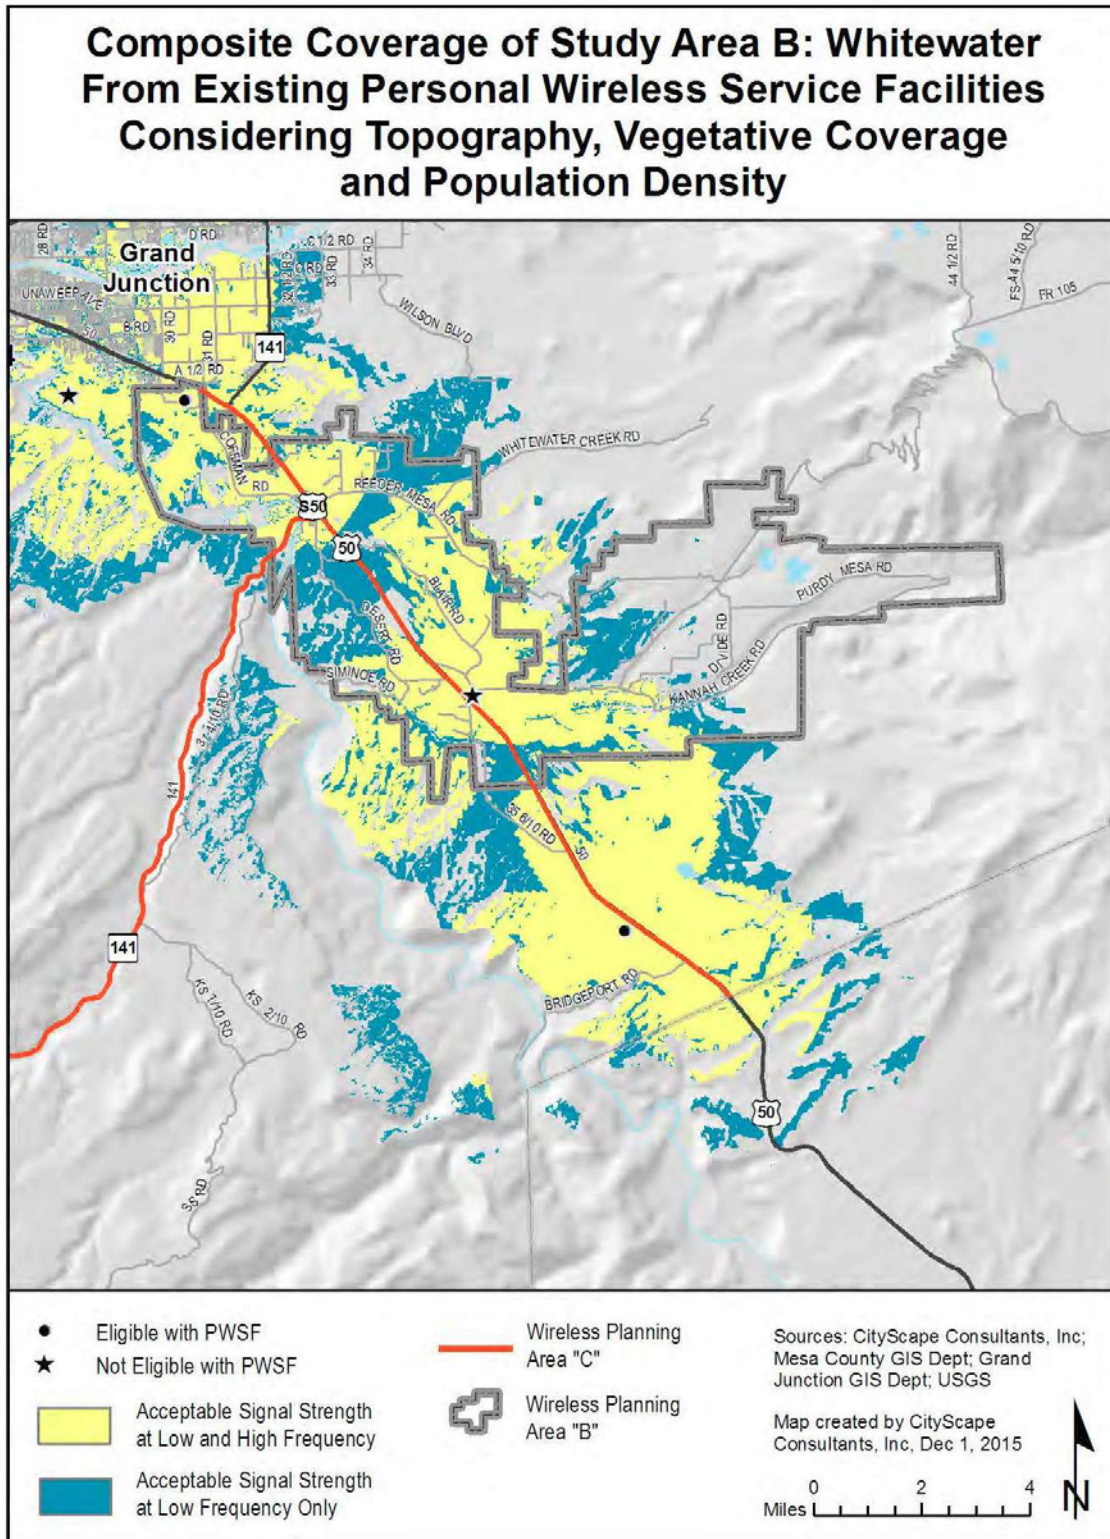 Composite Coverage of Study Area B: Whitewater
From Existing Personal Wireless Service Facilities
Considering Topography, Vegetative Coverage
and Population Density
28 RD
D RD
Grand
Junction
C 1/2 RD
C RD
32 1/2 RD
33 RD
34 RD
44 1/2 RD
FS-44 5/10 RD
FR 105
UNAWEEP AVE
50
B RD
30 RD
31 RD
WILSON BLVD
141
A 1/2 RD
COFFMAN
RD
WHITEWATER CREEK RD
REEDER MESA RD
S50
50
PURDY MESA RD
BLAIR RD
DESERT RD
DIVIDE RD
SIMINOE RD
KANNAH CREEK RD
31 4/10 RD
141
35 6/10 RD
50
141
KS 1/10 RD
KS 2/10 RD
BRIDGEPORT RD
50
SS RD
Eligible with PWSF
Not Eligible with PWSF
Acceptable Signal Strength
at Low and High Frequency
Acceptable Signal Strength
at Low Frequency Only
Wireless Planning
Area "C"
Wireless Planning
Area "B"
Sources: CityScape Consultants, Inc;
Mesa County GIS Dept; Grand
Junction GIS Dept; USGS
Map created by CityScape
Consultants, Inc, Dec 1, 2015
0 2 4
Miles
N